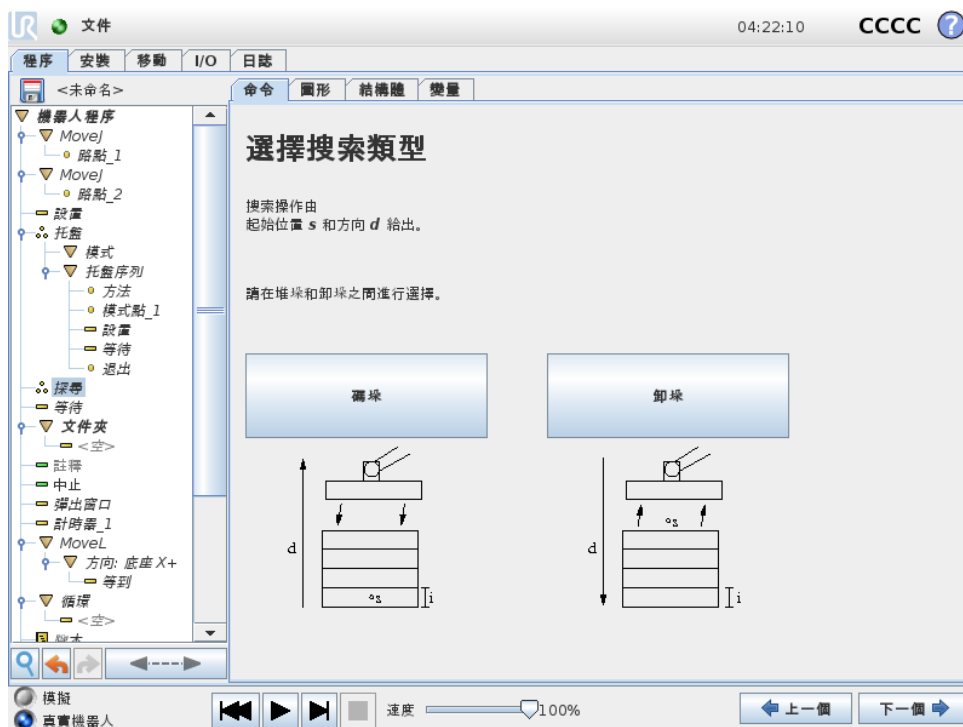 UR 文件 04:22:10 CCCC ?
程序 安裝 移動 I/O 日誌
<未命名>
命令 圖形 結構體 變量
機器人程序
MoveJ
路點_1
MoveJ
路點_2
設置
托盤
模式
托盤序列
方法
模式點_1
設置
等待
退出
探尋
等待
文件夾
<空>
註釋
中止
彈出窗口
計時器_1
MoveL
方向: 底座 X+
等到
循環
<空>
選擇搜索類型
搜索操作由
起始位置 s 和方向 d 給出。
請在堆垛和卸垛之間進行選擇。
碼垛
卸垛
d
s
i
d
s
i
模擬
真實機器人
速度 100%
上一個 下一個